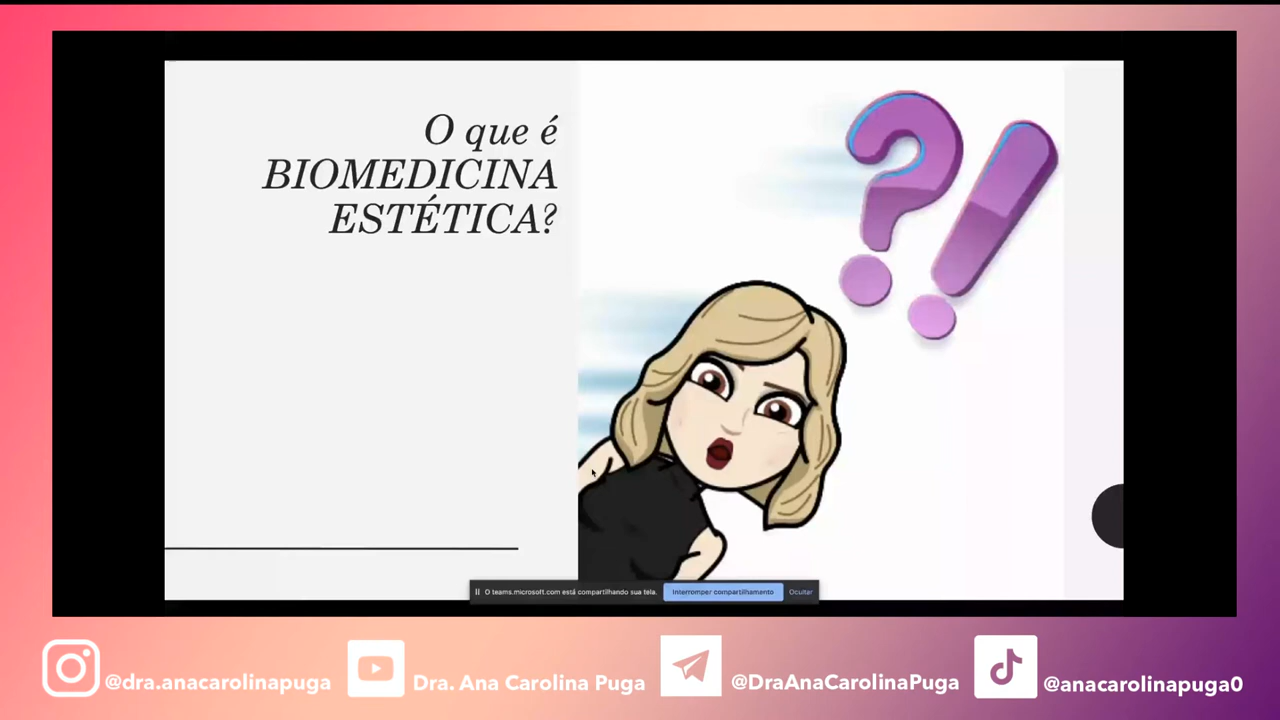 O que é
BIOMEDICINA
ESTÉTICA?
?!
O teams.microsoft.com está compartilhando sua tela. Interromper compartilhamento Ocultar
@dra.anacarolinapuga Dra. Ana Carolina Puga @DraAnaCarolinaPuga @anacarolinapuga0